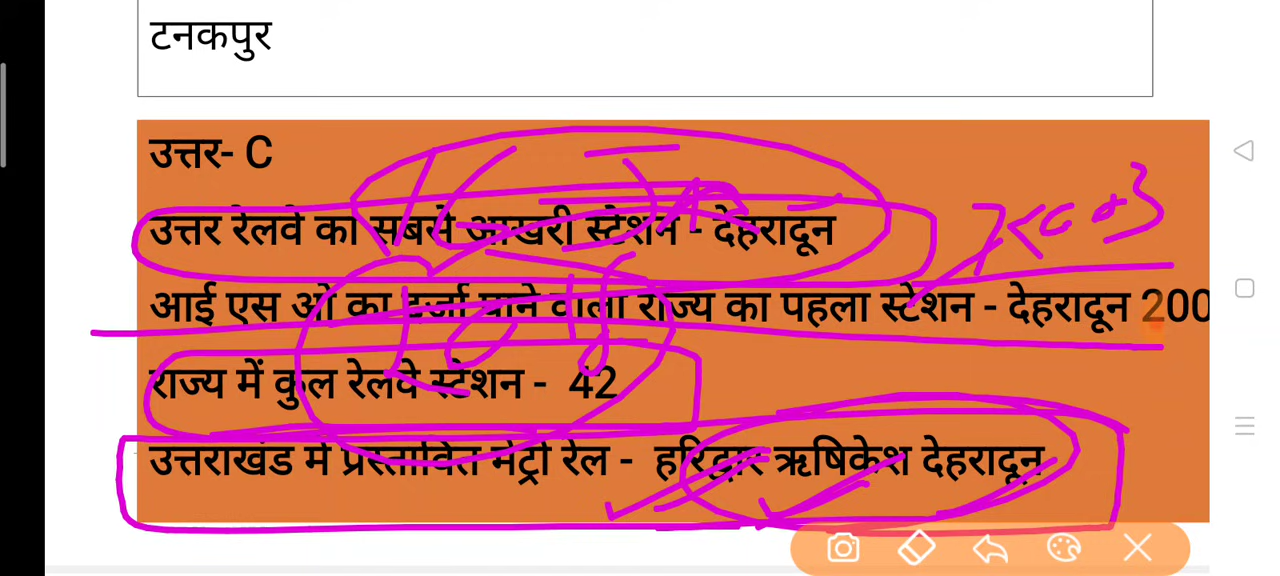 टनकपुर
उत्तर- C
उत्तर रेलवे का सबसे आखरी स्टेशन - देहरादून
आई एस ओ का दर्जा पाने वाला राज्य का पहला स्टेशन - देहरादून 200
राज्य में कुल रेलवे स्टेशन - 42
उत्तराखंड में प्रस्तावित मेट्रो रेल - हरिद्वार ऋषिकेश देहरादून